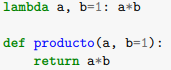 lambda a, b=1: a*b
def producto(a, b=1):
    return a*b